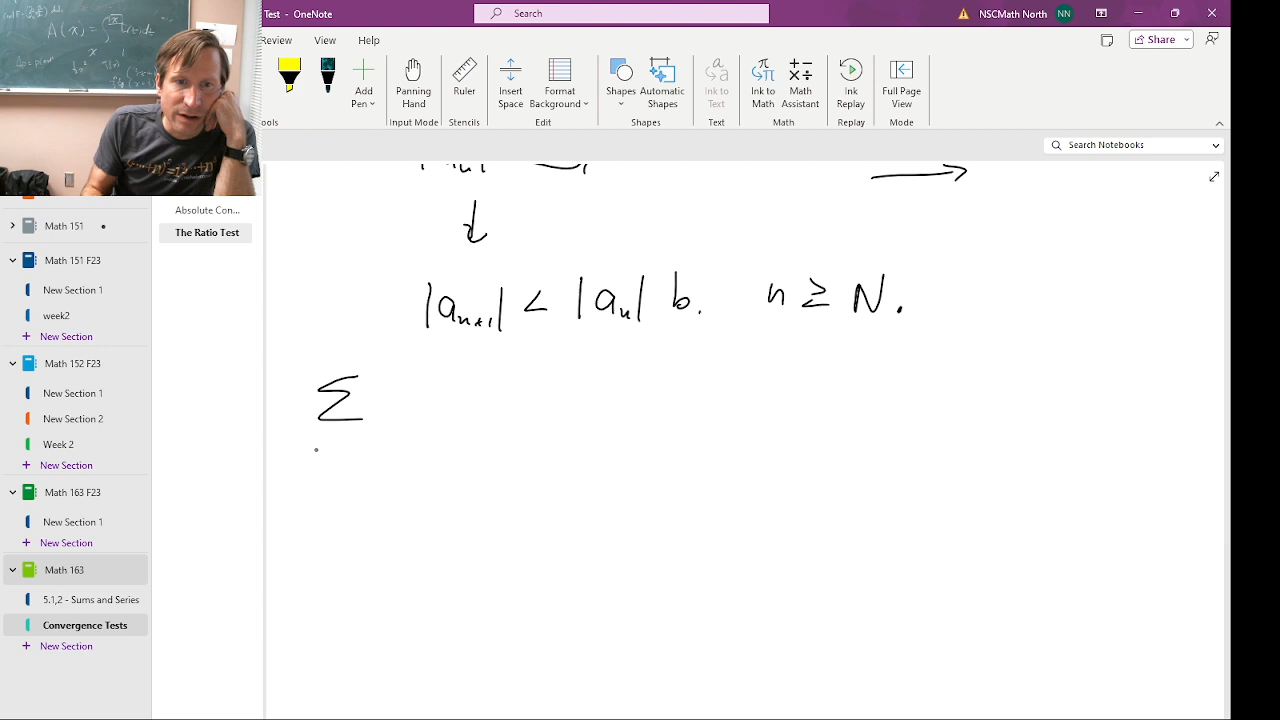 Test - OneNote
Search
NSCMath North NN
Review View Help
Share
Add Pen
Panning Hand
Ruler
Insert Space
Format Background
Shapes
Automatic Shapes
Ink to Text
Ink to Math
Math Assistant
Ink Replay
Full Page View
Input Mode
Stencils
Edit
Shapes
Text
Math
Replay
Mode
Search Notebooks
A(x) =
Absolute Con...
The Ratio Test
Math 151
Math 151 F23
New Section 1
week2
+ New Section
Math 152 F23
New Section 1
New Section 2
Week 2
+ New Section
Math 163 F23
New Section 1
+ New Section
Math 163
5.1,2 - Sums and Series
Convergence Tests
+ New Section
|a_{n+1}| < |a_n| b. n ≥ N.
Σ